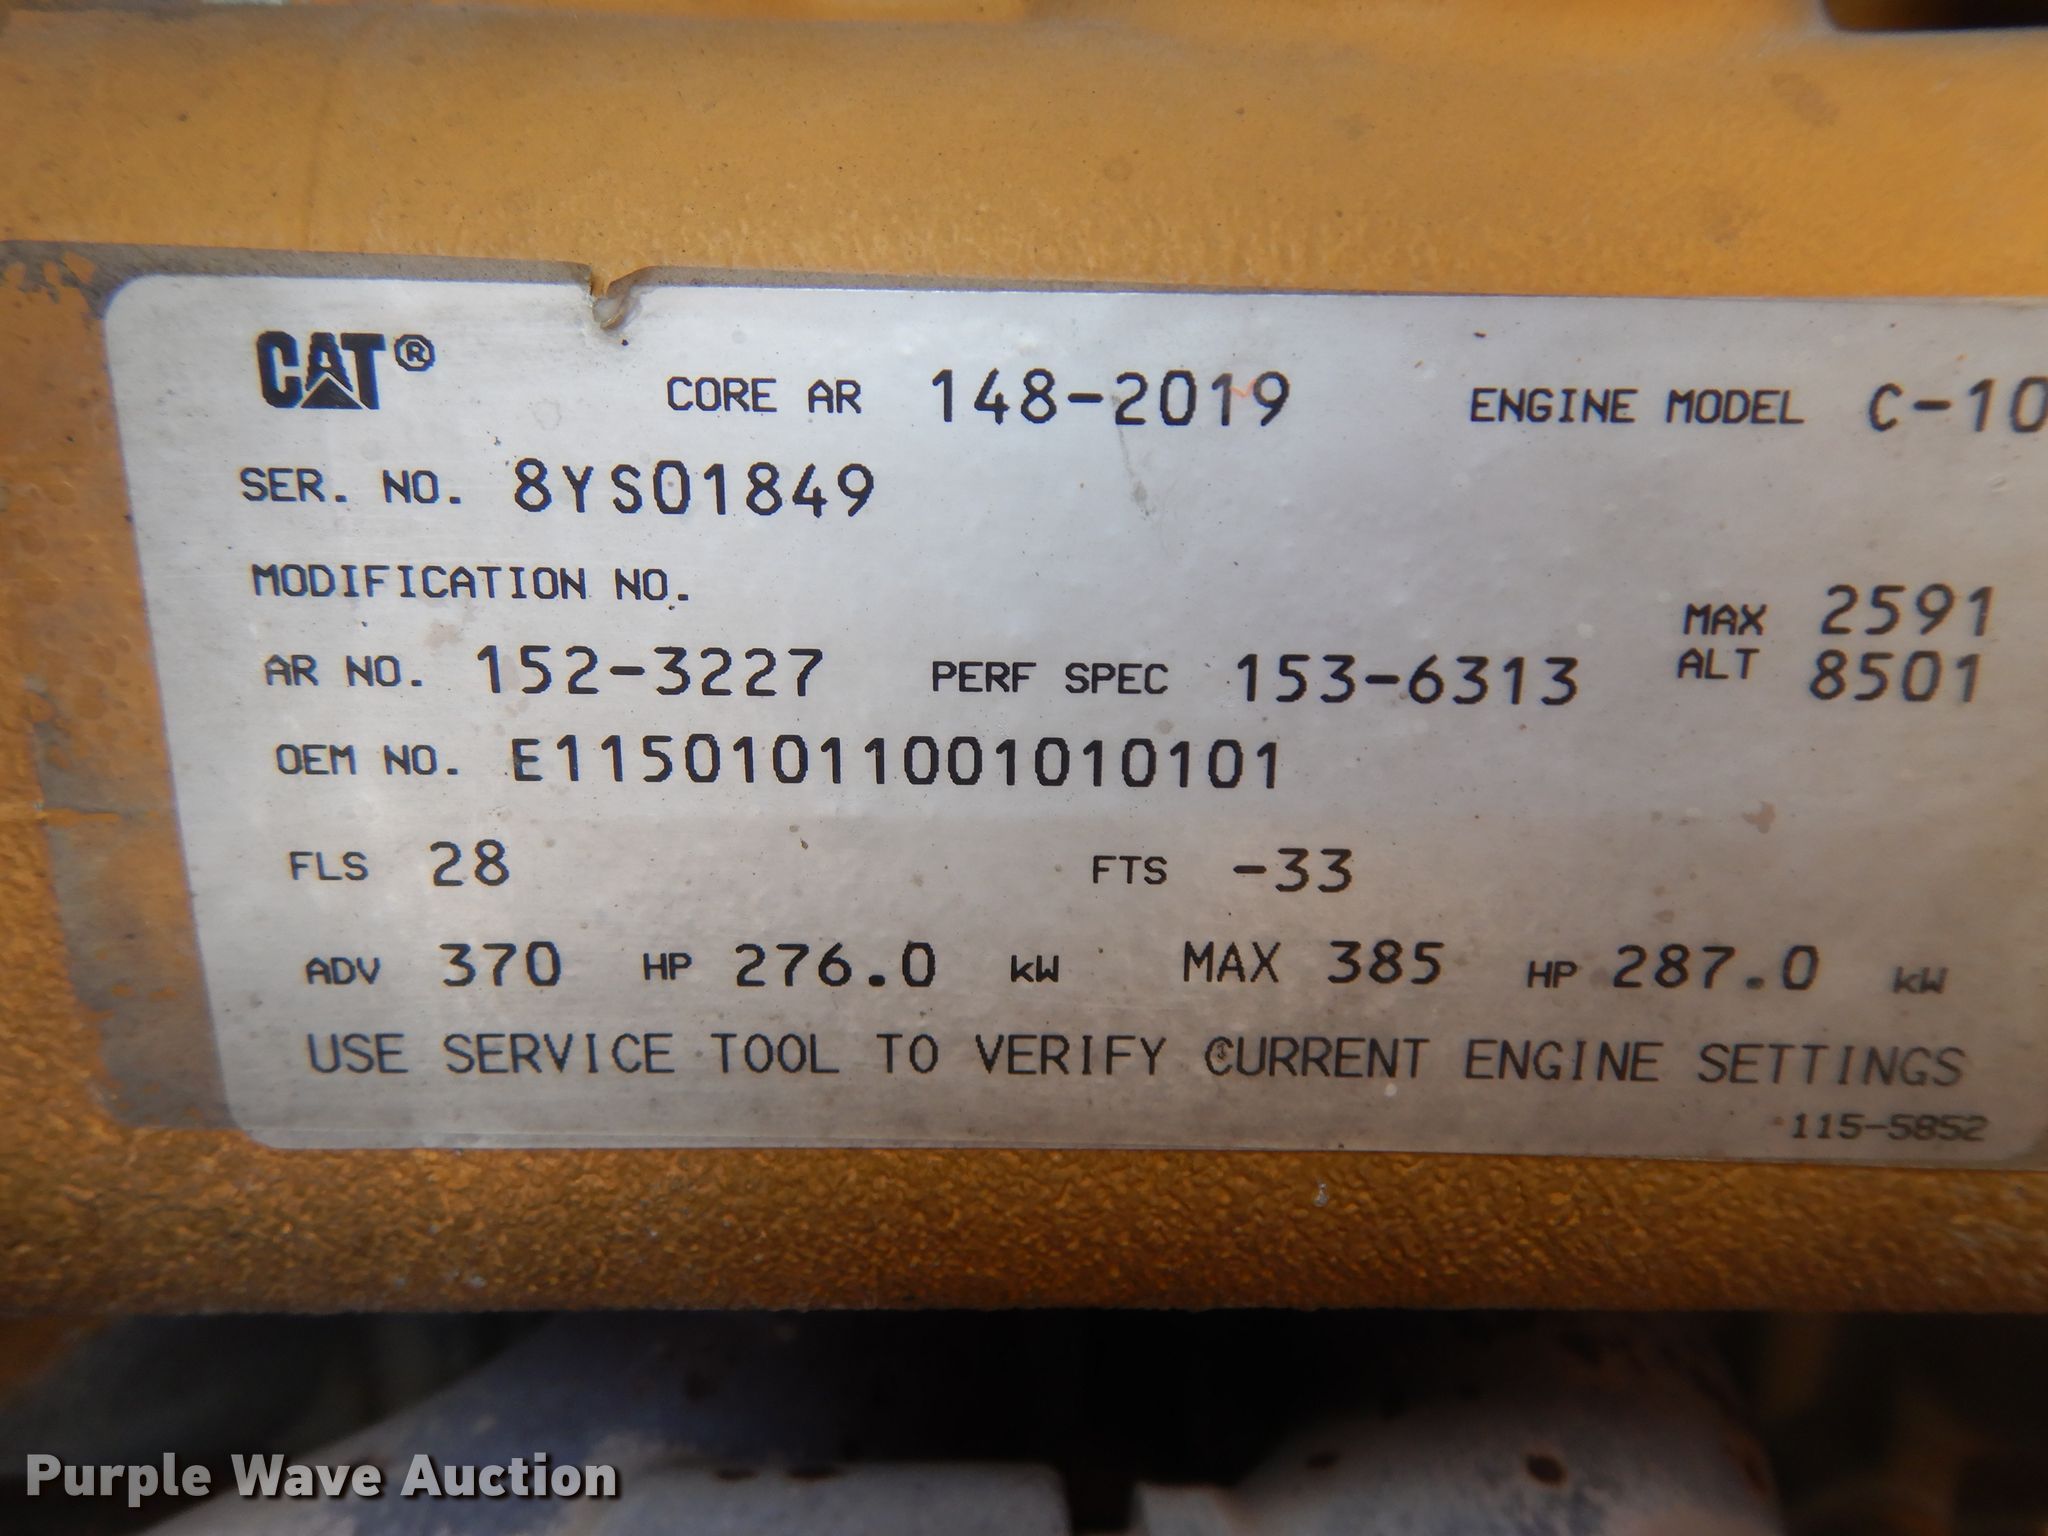 CAT® CORE AR 148-2019 ENGINE MODEL C-10
SER. NO. 8YS01849
MODIFICATION NO.
MAX 2591
AR NO. 152-3227 PERF SPEC 153-6313 ALT 8501
OEM NO. E11501011001010101
FLS 28 FTS -33
ADV 370 HP 276.0 kW MAX 385 HP 287.0 kW
USE SERVICE TOOL TO VERIFY CURRENT ENGINE SETTINGS
115-5852
Purple Wave Auction